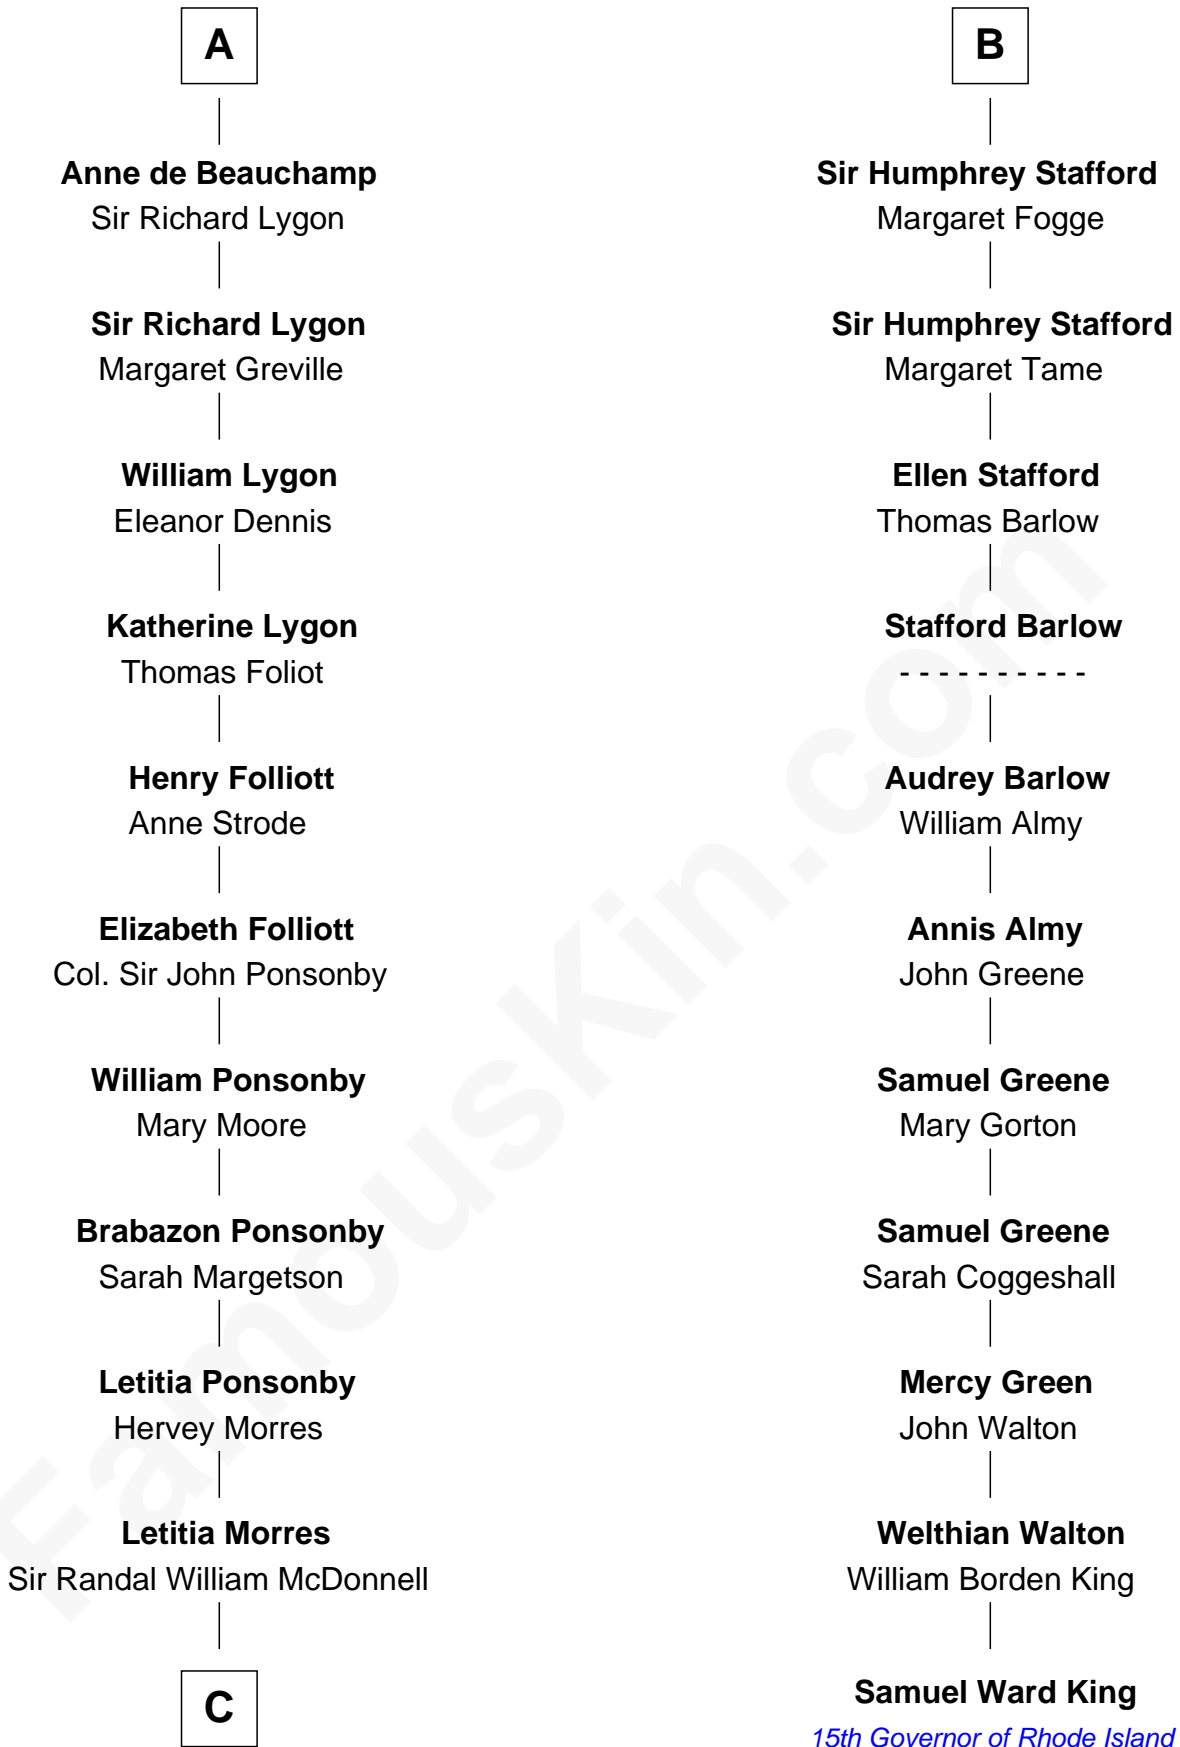 A
Anne de Beauchamp
Sir Richard Lygon
Sir Richard Lygon
Margaret Greville
William Lygon
Eleanor Dennis
Katherine Lygon
Thomas Foliot
Henry Folliott
Anne Strode
Elizabeth Folliott
Col. Sir John Ponsonby
William Ponsonby
Mary Moore
Brabazon Ponsonby
Sarah Margetson
Letitia Ponsonby
Hervey Morres
Letitia Morres
Sir Randal William McDonnell
C
B
Sir Humphrey Stafford
Margaret Fogge
Sir Humphrey Stafford
Margaret Tame
Ellen Stafford
Thomas Barlow
Stafford Barlow
- - - - - - - - - -
Audrey Barlow
William Almy
Annis Almy
John Greene
Samuel Greene
Mary Gorton
Samuel Greene
Sarah Coggeshall
Mercy Green
John Walton
Welthian Walton
William Borden King
Samuel Ward King
15th Governor of Rhode Island
FamousKin.com